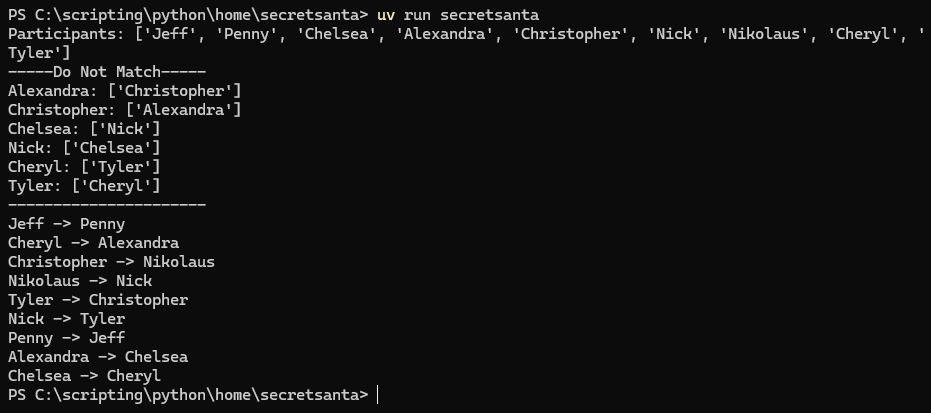 PS C:\scripting\python\home\secretsanta> uv run secretsanta
Participants: ['Jeff', 'Penny', 'Chelsea', 'Alexandra', 'Christopher', 'Nick', 'Nikolaus', 'Cheryl', '
Tyler']
-----Do Not Match-----
Alexandra: ['Christopher']
Christopher: ['Alexandra']
Chelsea: ['Nick']
Nick: ['Chelsea']
Cheryl: ['Tyler']
Tyler: ['Cheryl']
----------------------
Jeff -> Penny
Cheryl -> Alexandra
Christopher -> Nikolaus
Nikolaus -> Nick
Tyler -> Christopher
Nick -> Tyler
Penny -> Jeff
Alexandra -> Chelsea
Chelsea -> Cheryl
PS C:\scripting\python\home\secretsanta>